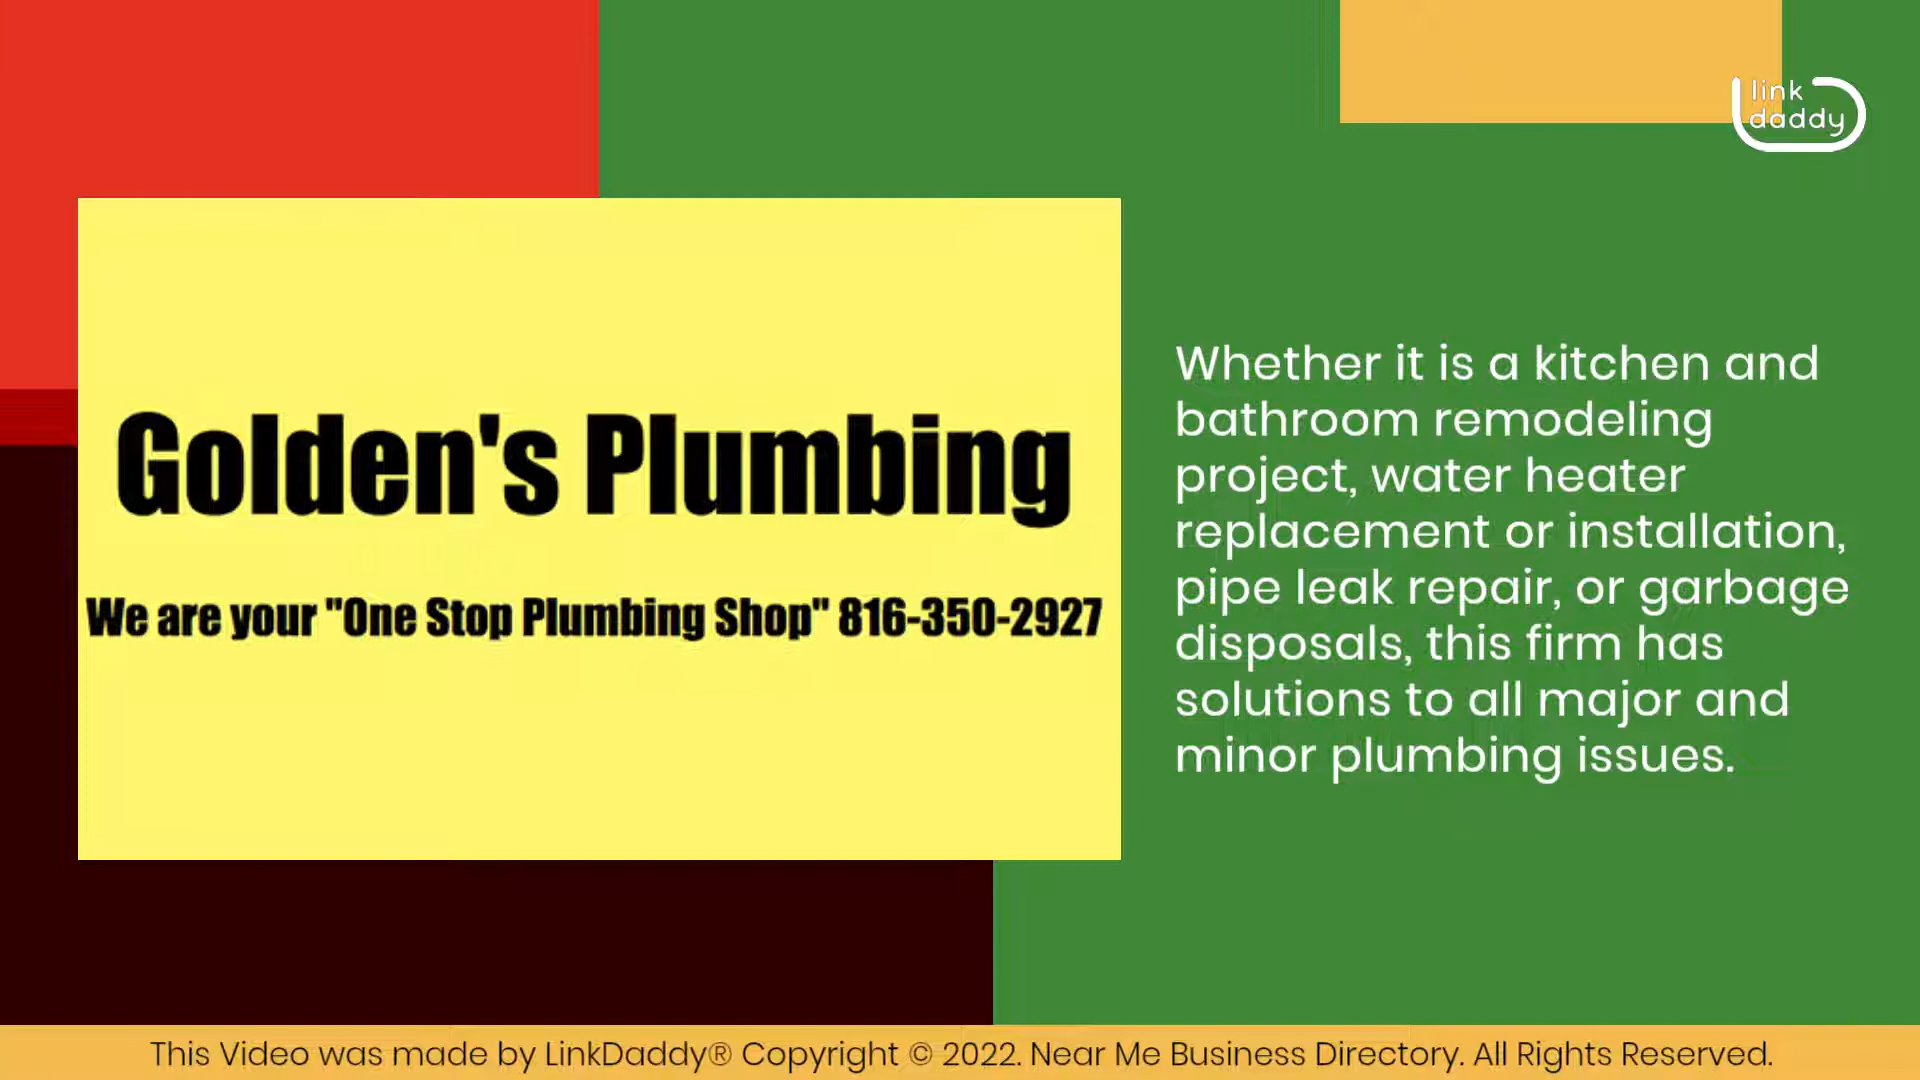 link
daddy
Golden's Plumbing
We are your "One Stop Plumbing Shop" 816-350-2927
Whether it is a kitchen and
bathroom remodeling
project, water heater
replacement or installation,
pipe leak repair, or garbage
disposals, this firm has
solutions to all major and
minor plumbing issues.
This Video was made by LinkDaddy® Copyright © 2022. Near Me Business Directory. All Rights Reserved.